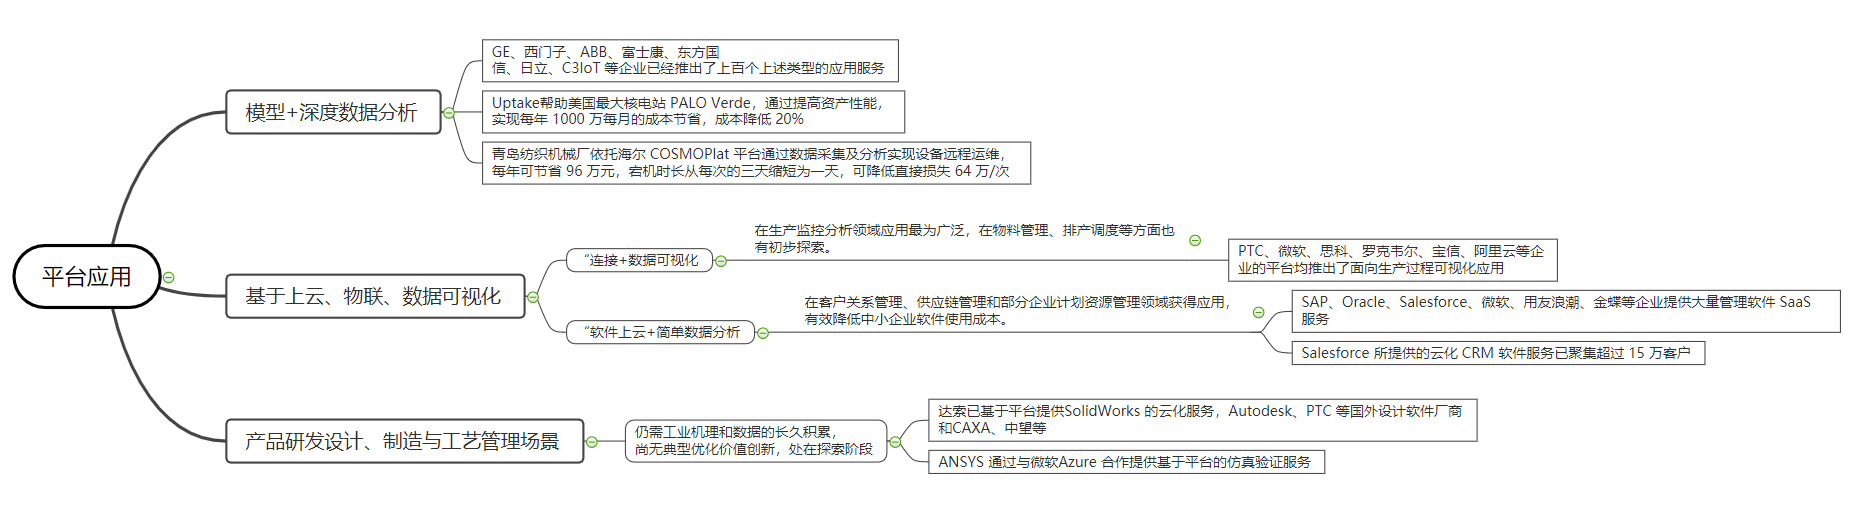 平台应用
模型+深度数据分析
GE、西门子、ABB、富士康、东方国
信、日立、C3IoT 等企业已经推出了上百个上述类型的应用服务
Uptake帮助美国最大核电站 PALO Verde，通过提高资产性能，
实现每年 1000 万每月的成本节省，成本降低 20%
青岛纺织机械厂依托海尔 COSMOPlat 平台通过数据采集及分析实现设备远程运维，
每年可节省 96 万元，宕机时长从每次的三天缩短为一天，可降低直接损失 64 万/次
基于上云、物联、数据可视化
“连接+数据可视化
在生产监控分析领域应用最为广泛，在物料管理、排产调度等方面也
有初步探索。
PTC、微软、思科、罗克韦尔、宝信、阿里云等企
业的平台均推出了面向生产过程可视化应用
“软件上云+简单数据分析
在客户关系管理、供应链管理和部分企业计划资源管理领域获得应用，
有效降低中小企业软件使用成本。
SAP、Oracle、Salesforce、微软、用友浪潮、金蝶等企业提供大量管理软件 SaaS
服务
Salesforce 所提供的云化 CRM 软件服务已聚集超过 15 万客户
产品研发设计、制造与工艺管理场景
仍需工业机理和数据的长久积累，
尚无典型优化价值创新，处在探索阶段
达索已基于平台提供SolidWorks 的云化服务，Autodesk、PTC 等国外设计软件厂商
和CAXA、中望等
ANSYS 通过与微软Azure 合作提供基于平台的仿真验证服务